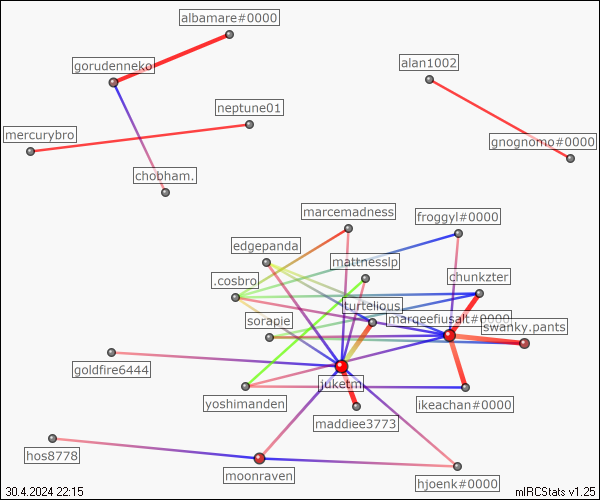 albamare#0000
gorudenneko
alan1002
neptune01
mercurybro
gnognomo#0000
chobham.
marcemadness
froggyl#0000
edgepanda
mattnesslp
.cosbro
chunkzter
turtelious
sorapie
marqeefiusalt#0000
swanky.pants
goldfire6444
juketm
yoshimanden
ikeachan#0000
maddiee3773
hos8778
moonraven
hjoenk#0000
30.4.2024 22:15
mIRCStats v1.25